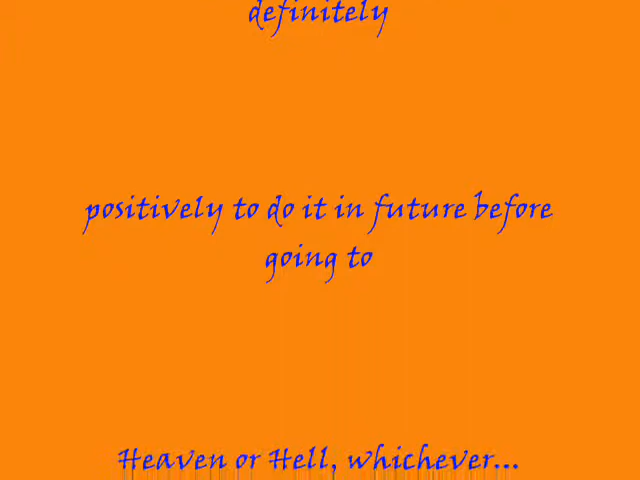 definitely
positively to do it in future before
going to
Heaven or Hell, whichever...